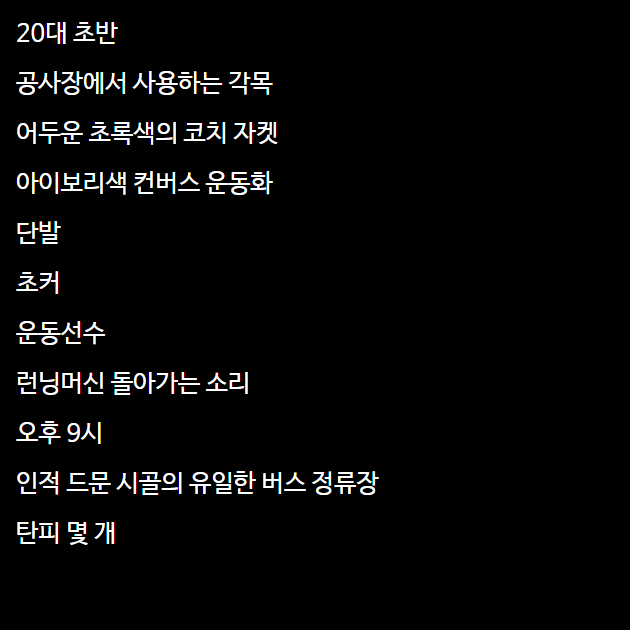 20대 초반
공사장에서 사용하는 각목
어두운 초록색의 코치 자켓
아이보리색 컨버스 운동화
단발
초커
운동선수
런닝머신 돌아가는 소리
오후 9시
인적 드문 시골의 유일한 버스 정류장
탄피 몇 개